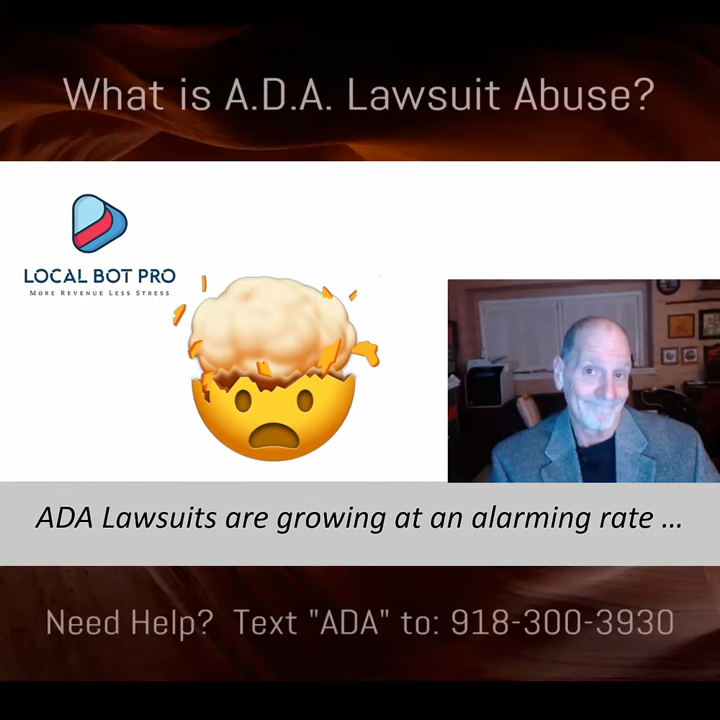 What is A.D.A. Lawsuit Abuse?
LOCAL BOT PRO
MORE REVENUE LESS STRESS
ADA Lawsuits are growing at an alarming rate ...
Need Help? Text "ADA" to: 918-300-3930